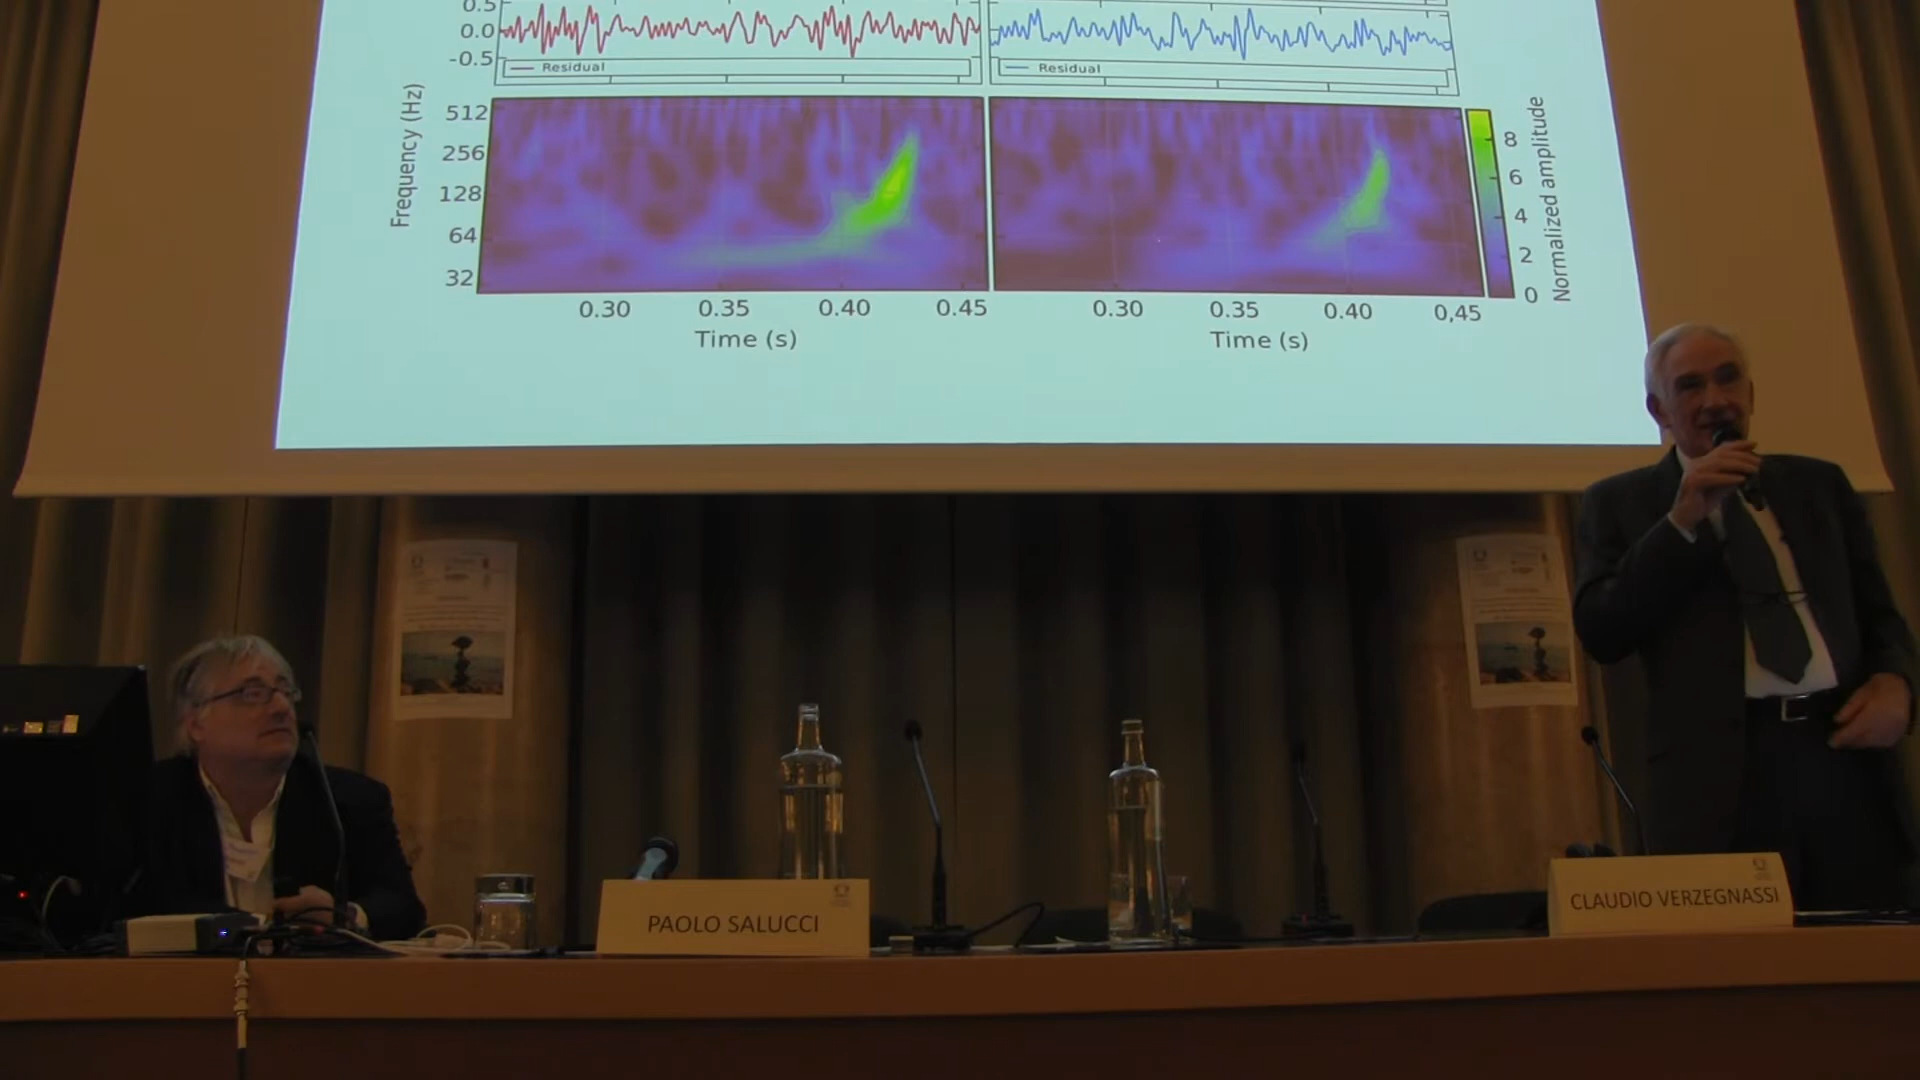 0.5
0.0
-0.5
Residual
Residual
Frequency (Hz)
512
256
128
64
32
8
6
4
2
0
Normalized amplitude
0.30 0.35 0.40 0.45
0.30 0.35 0.40 0,45
Time (s)
Time (s)
PAOLO SALUCCI
CLAUDIO VERZEGNASSI